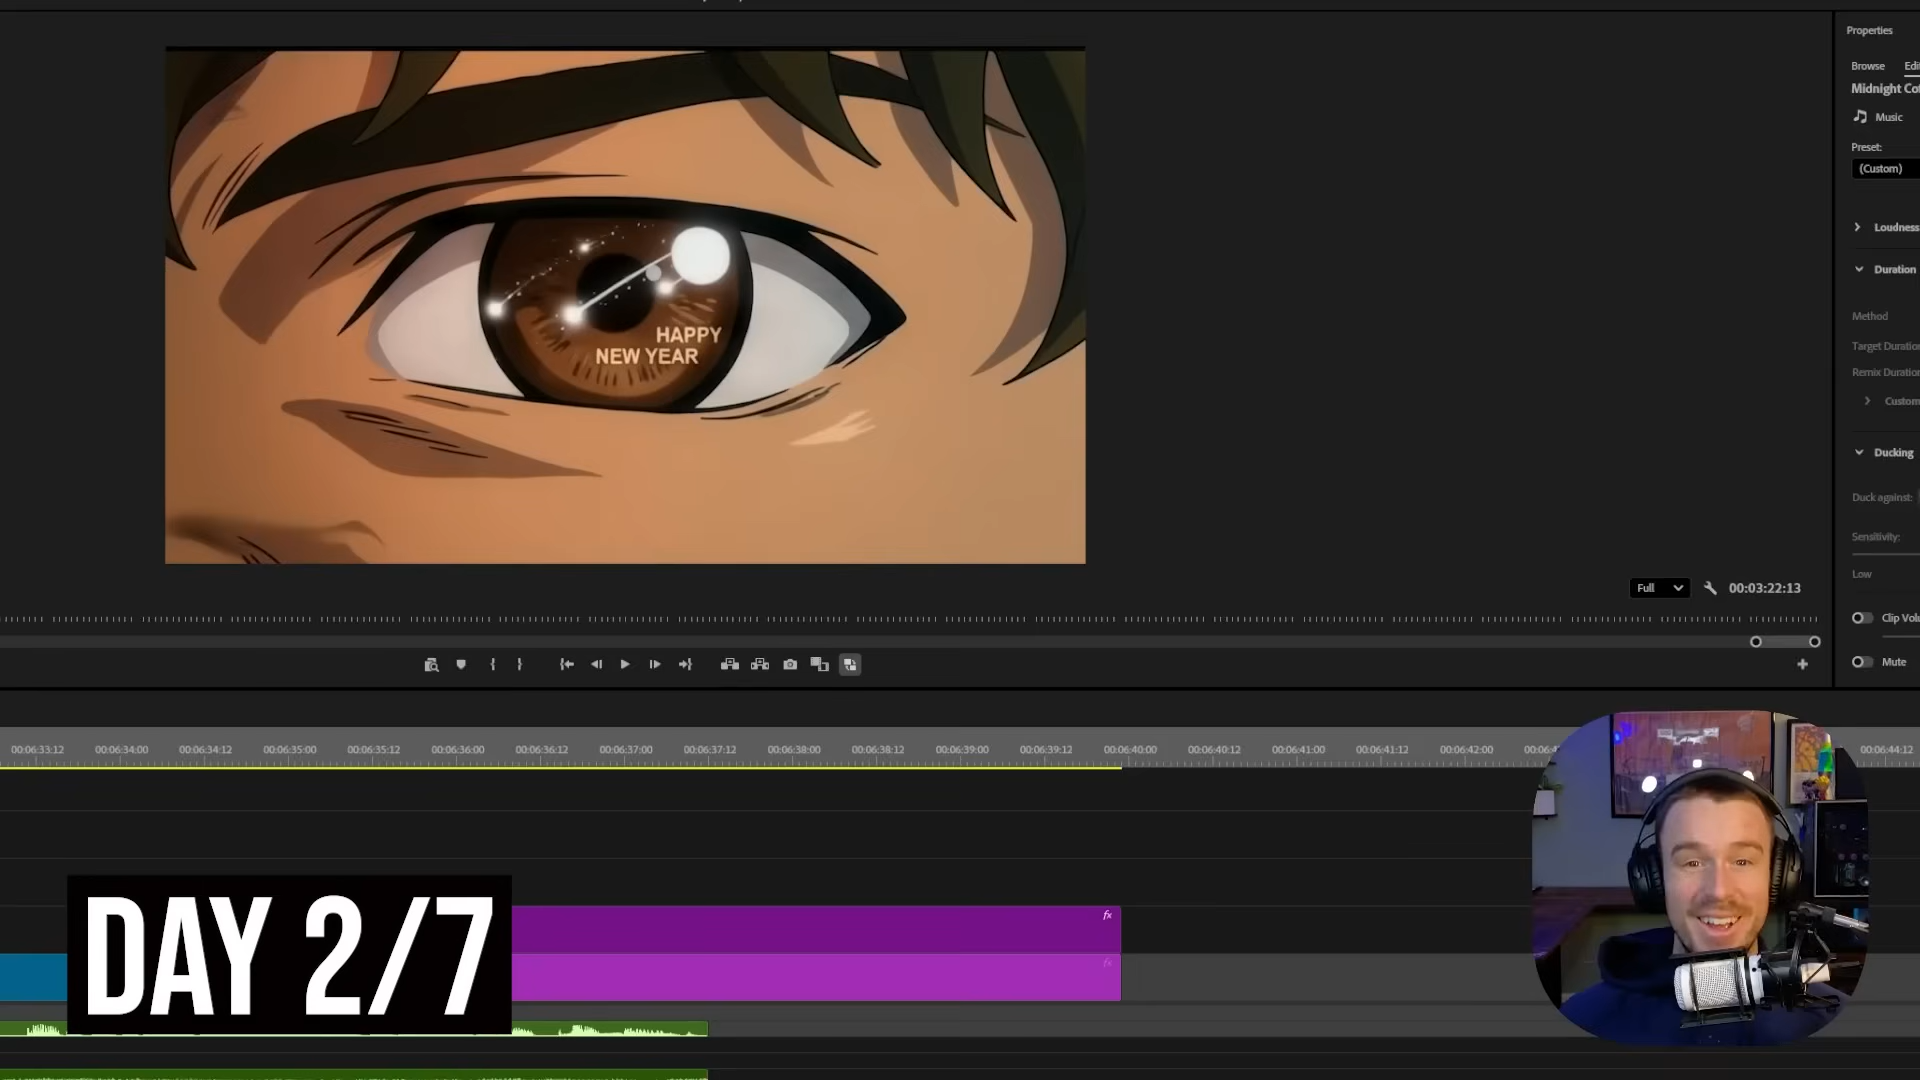 Properties
Browse
Midnight
Music
Preset:
(Custom)
HAPPY
NEW YEAR
Loudness
Duration
Method
Target Duration
Remix Duration
Custom
Ducking
Duck against:
Sensitivity:
Low
Full
00:03:22:13
Clip
Mute
00:06:33:12 00:06:34:00 00:06:34:12 00:06:35:00 00:06:35:12 00:06:36:00 00:06:36:12 00:06:37:00 00:06:37:12 00:06:38:00 00:06:38:12 00:06:39:00 00:06:39:12 00:06:40:00 00:06:40:12 00:06:41:00 00:06:41:12 00:06:42:00 00:06:44:12
fx
fx
DAY 2/7